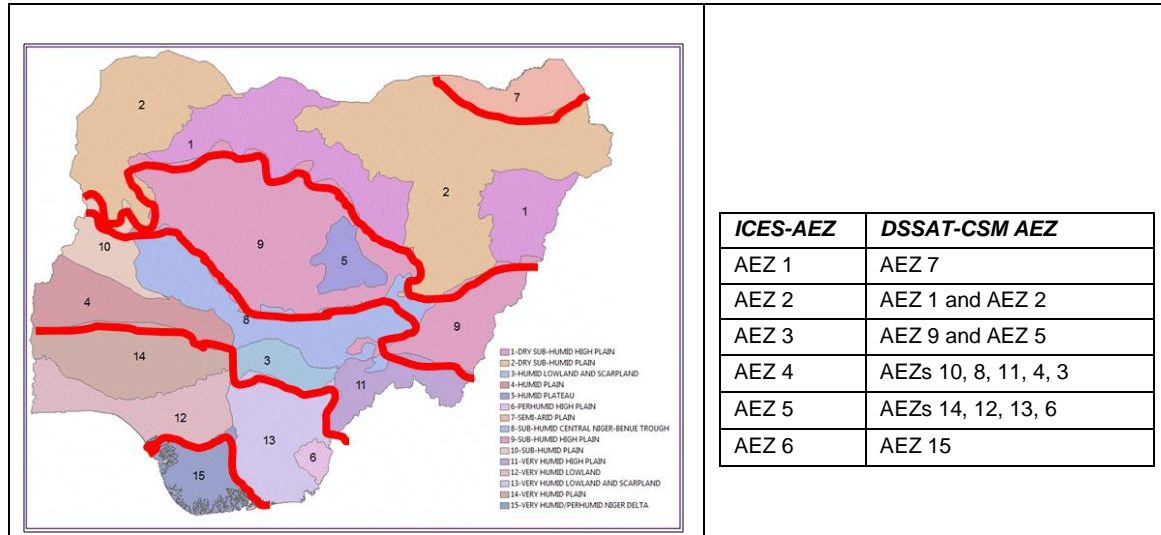 2
7
1
2
1
9
5
10
4
8
9
14
3
11
12
13
6
15
1-DRY SUB-HUMID HIGH PLAIN
2-DRY SUB-HUMID PLAIN
3-HUMID LOWLAND AND SCARPLAND
4-HUMID PLAIN
5-HUMID PLATEAU
6-PERHUMID HIGH PLAIN
7-SEMI-ARID PLAIN
8-SUB-HUMID CENTRAL NIGER-BENUE TROUGH
9-SUB-HUMID HIGH PLAIN
10-SUB-HUMID PLAIN
11-VERY HUMID HIGH PLAIN
12-VERY HUMID LOWLAND
13-VERY HUMID LOWLAND AND SCARPLAND
14-VERY HUMID PLAIN
15-VERY HUMID/PERHUMID NIGER DELTA
ICES-AEZ DSSAT-CSM AEZ
AEZ 1 AEZ 7
AEZ 2 AEZ 1 and AEZ 2
AEZ 3 AEZ 9 and AEZ 5
AEZ 4 AEZs 10, 8, 11, 4, 3
AEZ 5 AEZs 14, 12, 13, 6
AEZ 6 AEZ 15